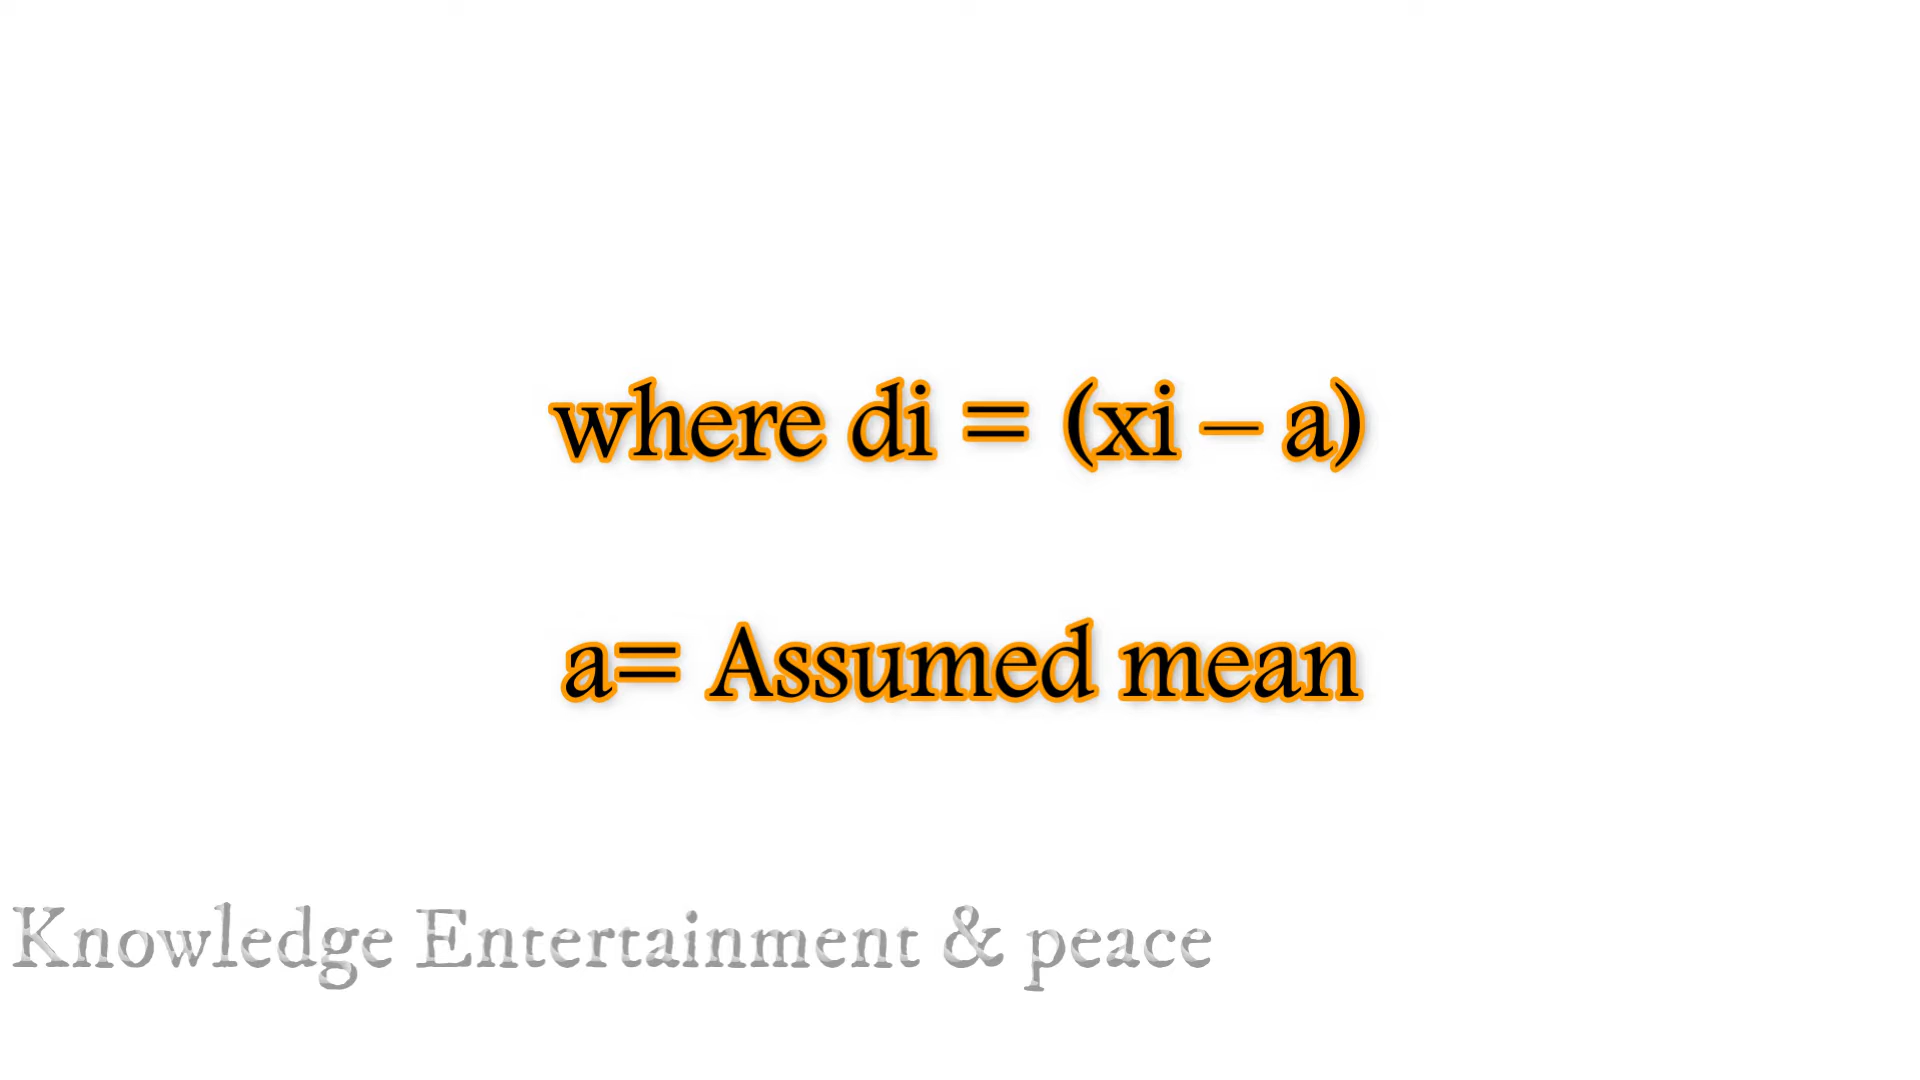 where di = (xi – a)
a= Assumed mean
Knowledge Entertainment & peace